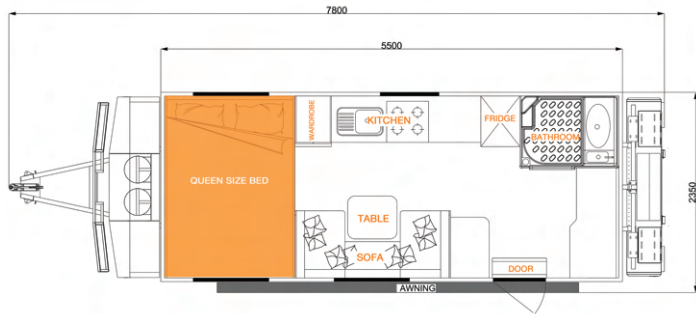 7800
5500
WARDROBE
KITCHEN
FRIDGE
BATHROOM
QUEEN SIZE BED
2350
TABLE
SOFA
DOOR
AWNING